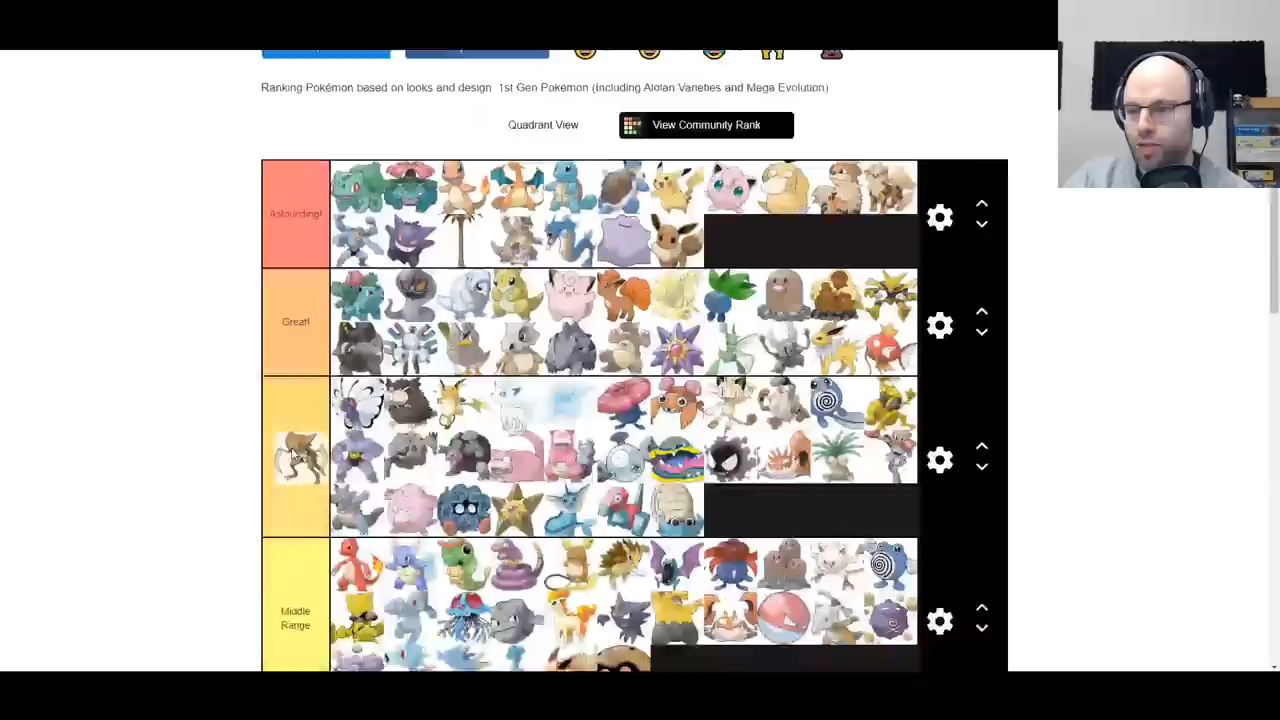 Ranking Pokémon based on looks and design 1st Gen Pokémon (Including Alolan Varieties and Mega Evolution)
Quadrant View
View Community Rank
Astounding!
Great!
Middle
Range